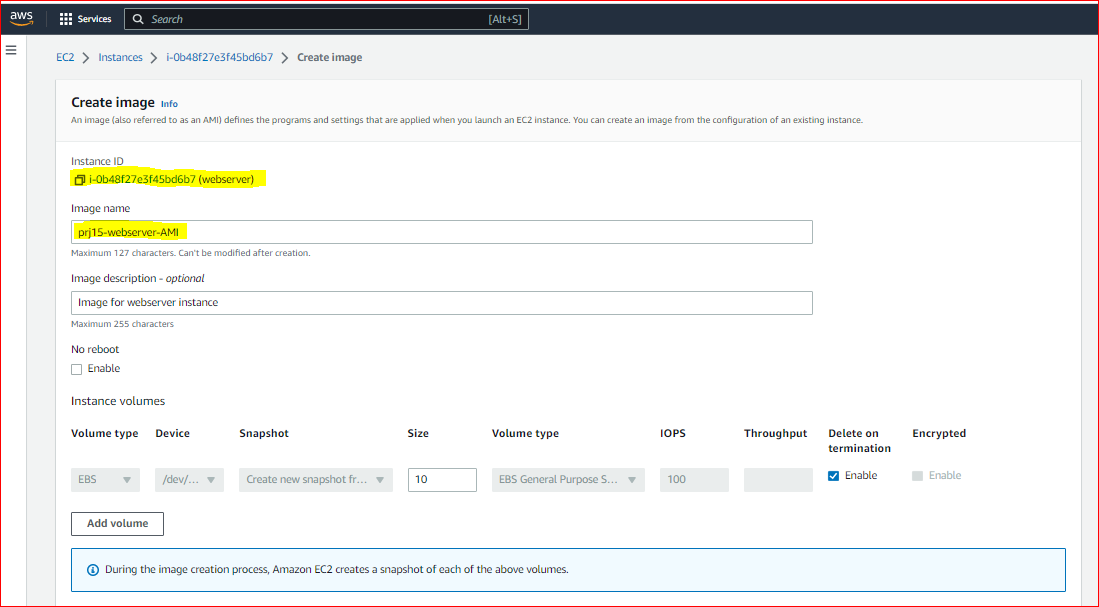 aws Services Search [Alt+S]
EC2 Instances i-0b48f27e3f45bd6b7 Create image
Create image Info
An image (also referred to as an AMI) defines the programs and settings that are applied when you launch an EC2 instance. You can create an image from the configuration of an existing instance.
Instance ID
i-0b48f27e3f45bd6b7 (webserver)
Image name
prj15-webserver-AMI
Maximum 127 characters. Can't be modified after creation.
Image description - optional
Image for webserver instance
Maximum 255 characters
No reboot
Enable
Instance volumes
Volume type Device Snapshot Size Volume type IOPS Throughput Delete on termination Encrypted
EBS /dev/... Create new snapshot fr... 10 EBS General Purpose S... 100 Enable Enable
Add volume
During the image creation process, Amazon EC2 creates a snapshot of each of the above volumes.